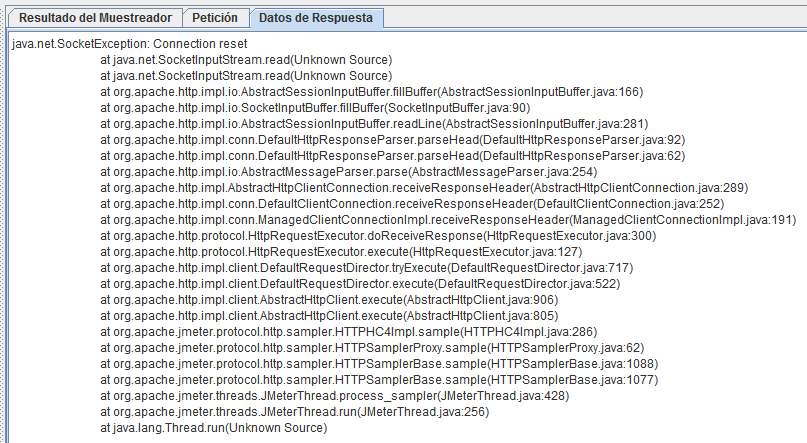 Resultado del Muestreador Petición Datos de Respuesta
java.net.SocketException: Connection reset
at java.net.SocketInputStream.read(Unknown Source)
at java.net.SocketInputStream.read(Unknown Source)
at org.apache.http.impl.io.AbstractSessionInputBuffer.fillBuffer(AbstractSessionInputBuffer.java:166)
at org.apache.http.impl.io.SocketInputBuffer.fillBuffer(SocketInputBuffer.java:90)
at org.apache.http.impl.io.AbstractSessionInputBuffer.readLine(AbstractSessionInputBuffer.java:281)
at org.apache.http.impl.conn.DefaultHttpResponseParser.parseHead(DefaultHttpResponseParser.java:92)
at org.apache.http.impl.conn.DefaultHttpResponseParser.parseHead(DefaultHttpResponseParser.java:62)
at org.apache.http.impl.io.AbstractMessageParser.parse(AbstractMessageParser.java:254)
at org.apache.http.impl.AbstractHttpClientConnection.receiveResponseHeader(AbstractHttpClientConnection.java:289)
at org.apache.http.impl.conn.DefaultClientConnection.receiveResponseHeader(DefaultClientConnection.java:252)
at org.apache.http.impl.conn.ManagedClientConnectionImpl.receiveResponseHeader(ManagedClientConnectionImpl.java:191)
at org.apache.http.protocol.HttpRequestExecutor.doReceiveResponse(HttpRequestExecutor.java:300)
at org.apache.http.protocol.HttpRequestExecutor.execute(HttpRequestExecutor.java:127)
at org.apache.http.impl.client.DefaultRequestDirector.tryExecute(DefaultRequestDirector.java:717)
at org.apache.http.impl.client.DefaultRequestDirector.execute(DefaultRequestDirector.java:522)
at org.apache.http.impl.client.AbstractHttpClient.execute(AbstractHttpClient.java:906)
at org.apache.http.impl.client.AbstractHttpClient.execute(AbstractHttpClient.java:805)
at org.apache.jmeter.protocol.http.sampler.HTTPHC4Impl.sample(HTTPHC4Impl.java:286)
at org.apache.jmeter.protocol.http.sampler.HTTPSamplerProxy.sample(HTTPSamplerProxy.java:62)
at org.apache.jmeter.protocol.http.sampler.HTTPSamplerBase.sample(HTTPSamplerBase.java:1088)
at org.apache.jmeter.protocol.http.sampler.HTTPSamplerBase.sample(HTTPSamplerBase.java:1077)
at org.apache.jmeter.threads.JMeterThread.process_sampler(JMeterThread.java:428)
at org.apache.jmeter.threads.JMeterThread.run(JMeterThread.java:256)
at java.lang.Thread.run(Unknown Source)